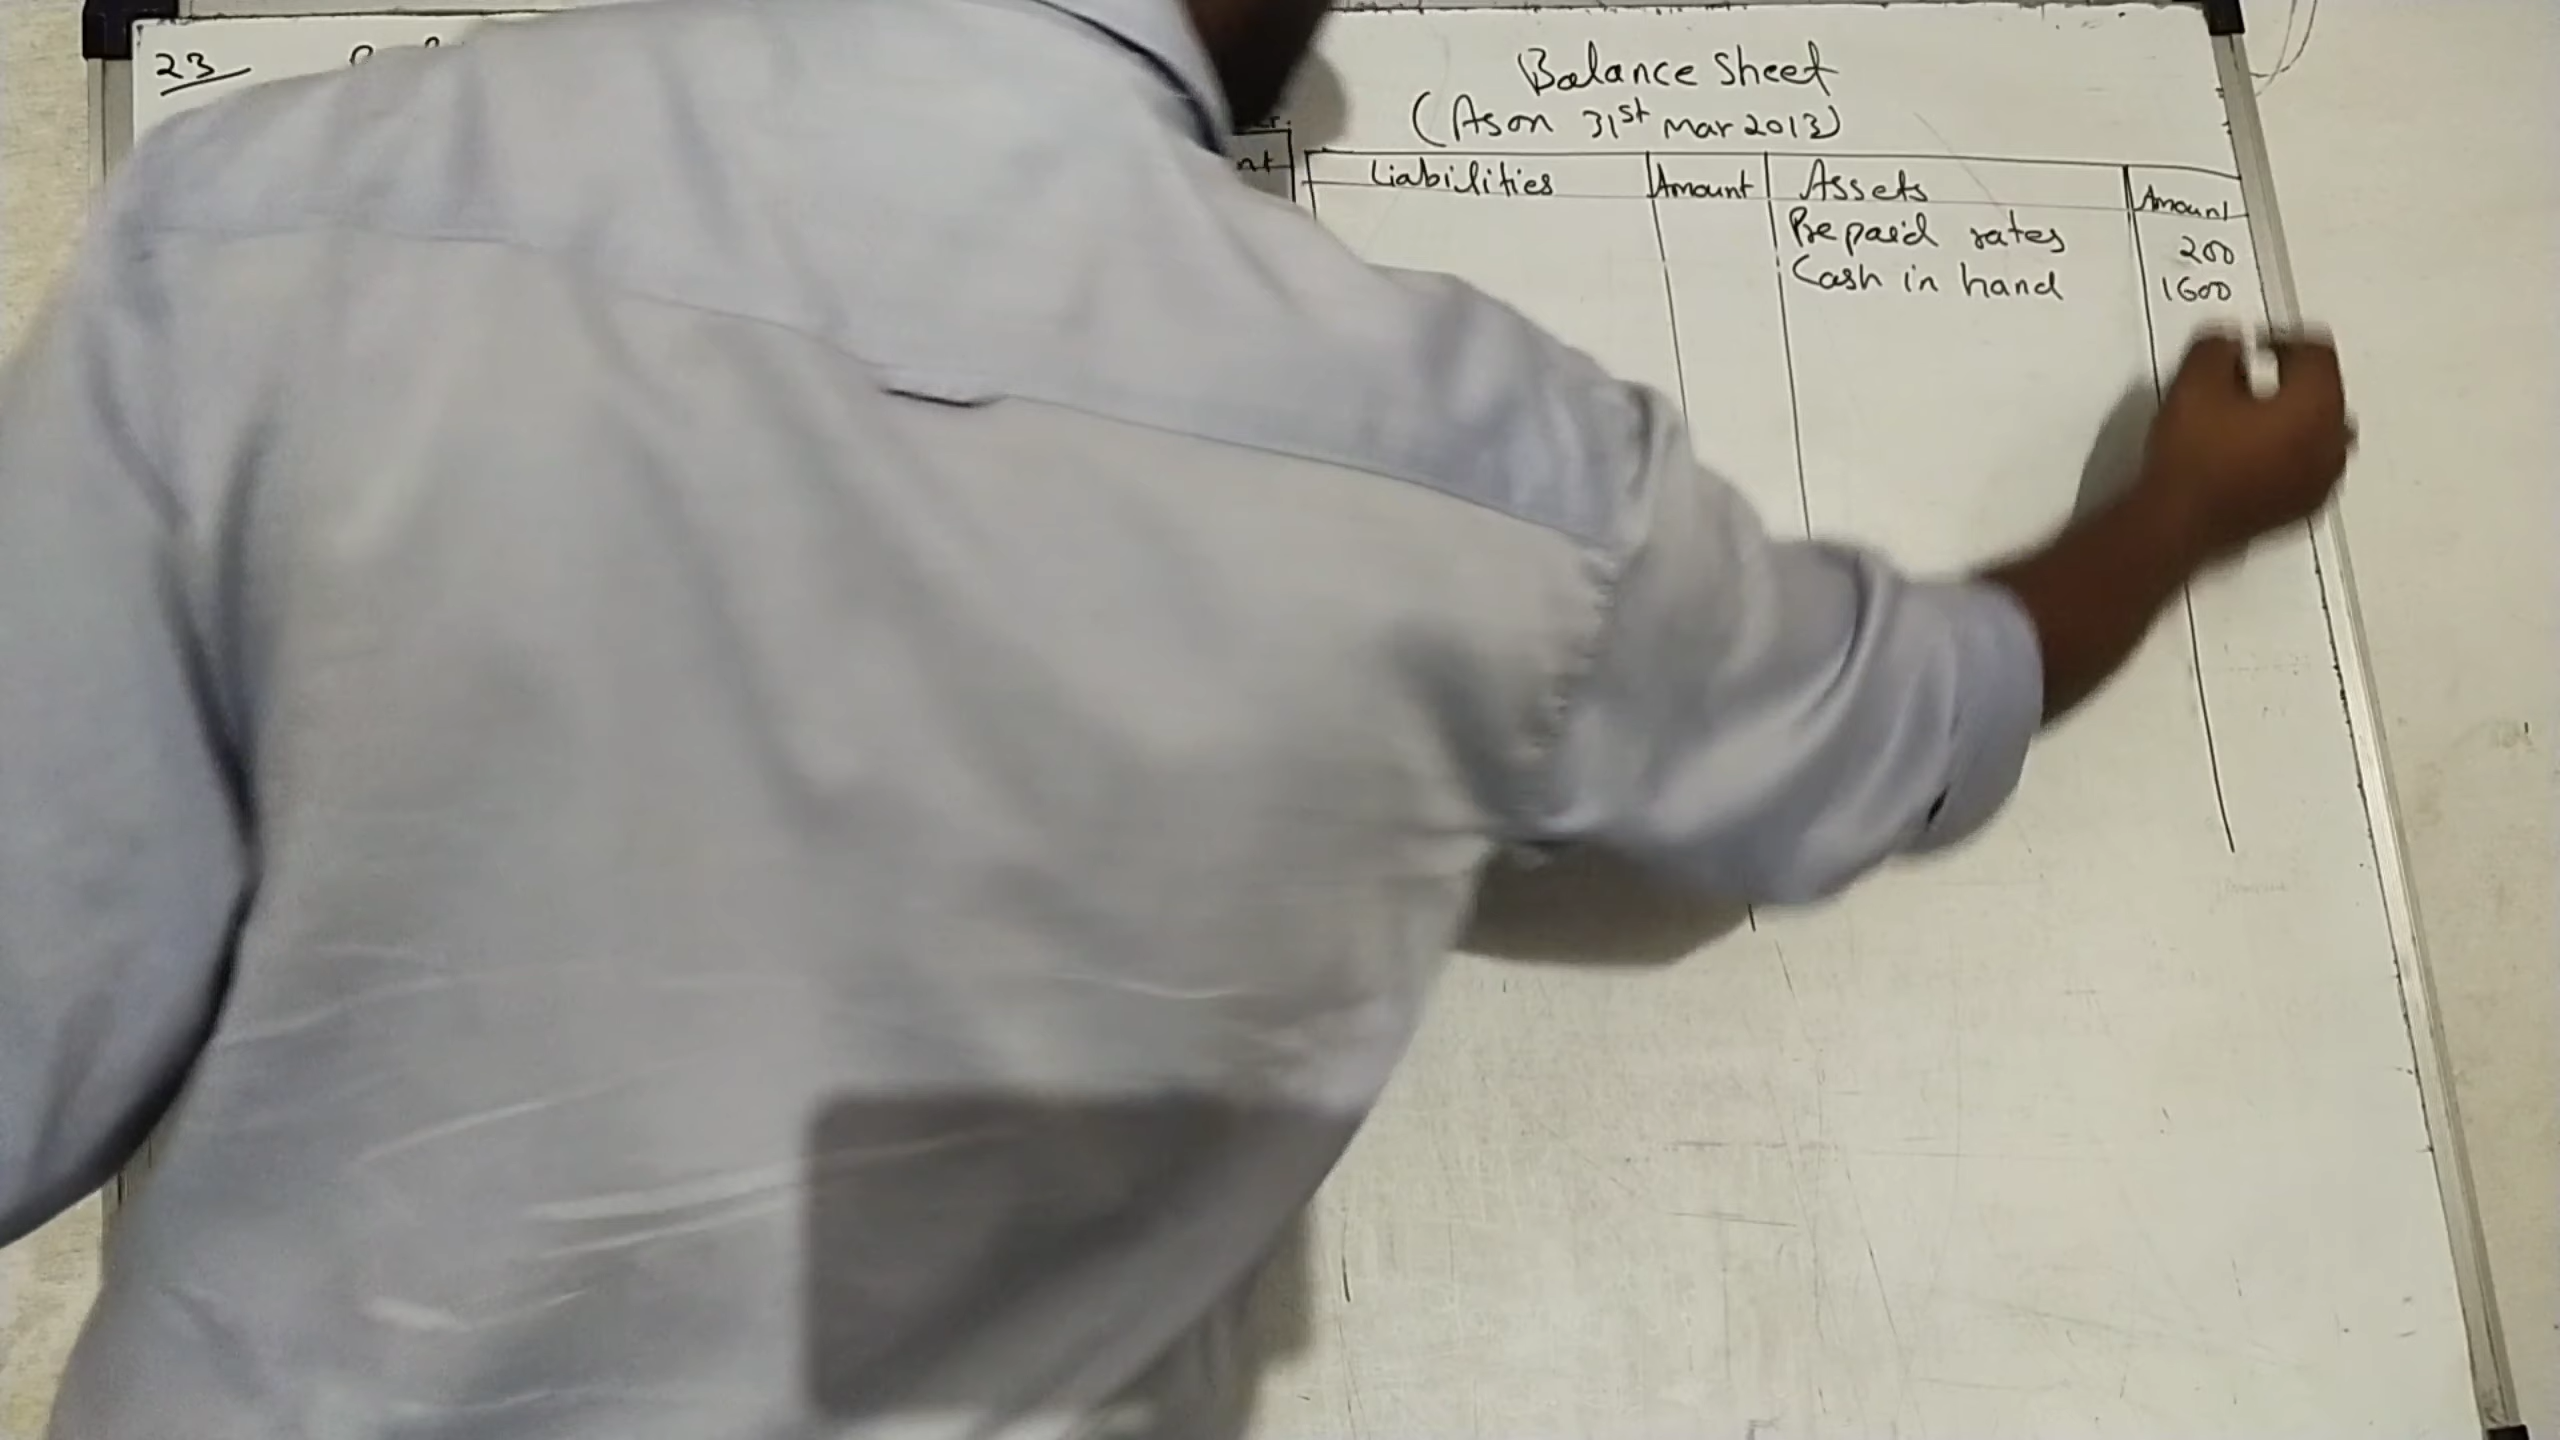 23
Balance Sheet
(As on 31st Mar 2013)
Liabilities Amount Assets Amount
Prepaid rates 200
Cash in hand 1600